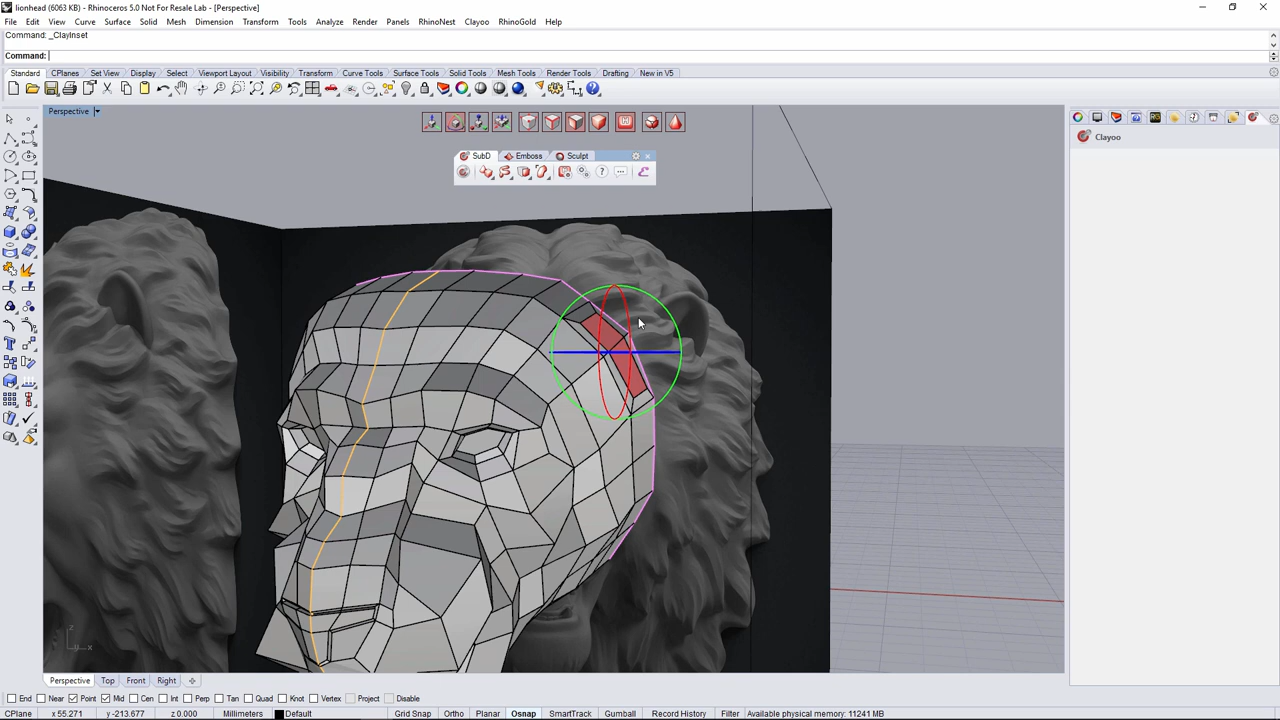 lionhead (6063 KB) - Rhinoceros 5.0 Not For Resale Lab - [Perspective]
File Edit View Curve Surface Solid Mesh Dimension Transform Tools Analyze Render Panels RhinoNest Clayoo RhinoGold Help
Command: _ClayInset
Command:
Standard CPlanes Set View Display Select Viewport Layout Visibility Transform Curve Tools Surface Tools Solid Tools Mesh Tools Render Tools Drafting New in V5
Perspective
Clayoo
SubD Emboss Sculpt
z
y x
Perspective Top Front Right
End Near Point Mid Cen Int Perp Tan Quad Knot Vertex Project Disable
CPlane x 55.271 y -213.677 z 0.000 Millimeters Default Grid Snap Ortho Planar Osnap SmartTrack Gumball Record History Filter Available physical memory: 11241 MB